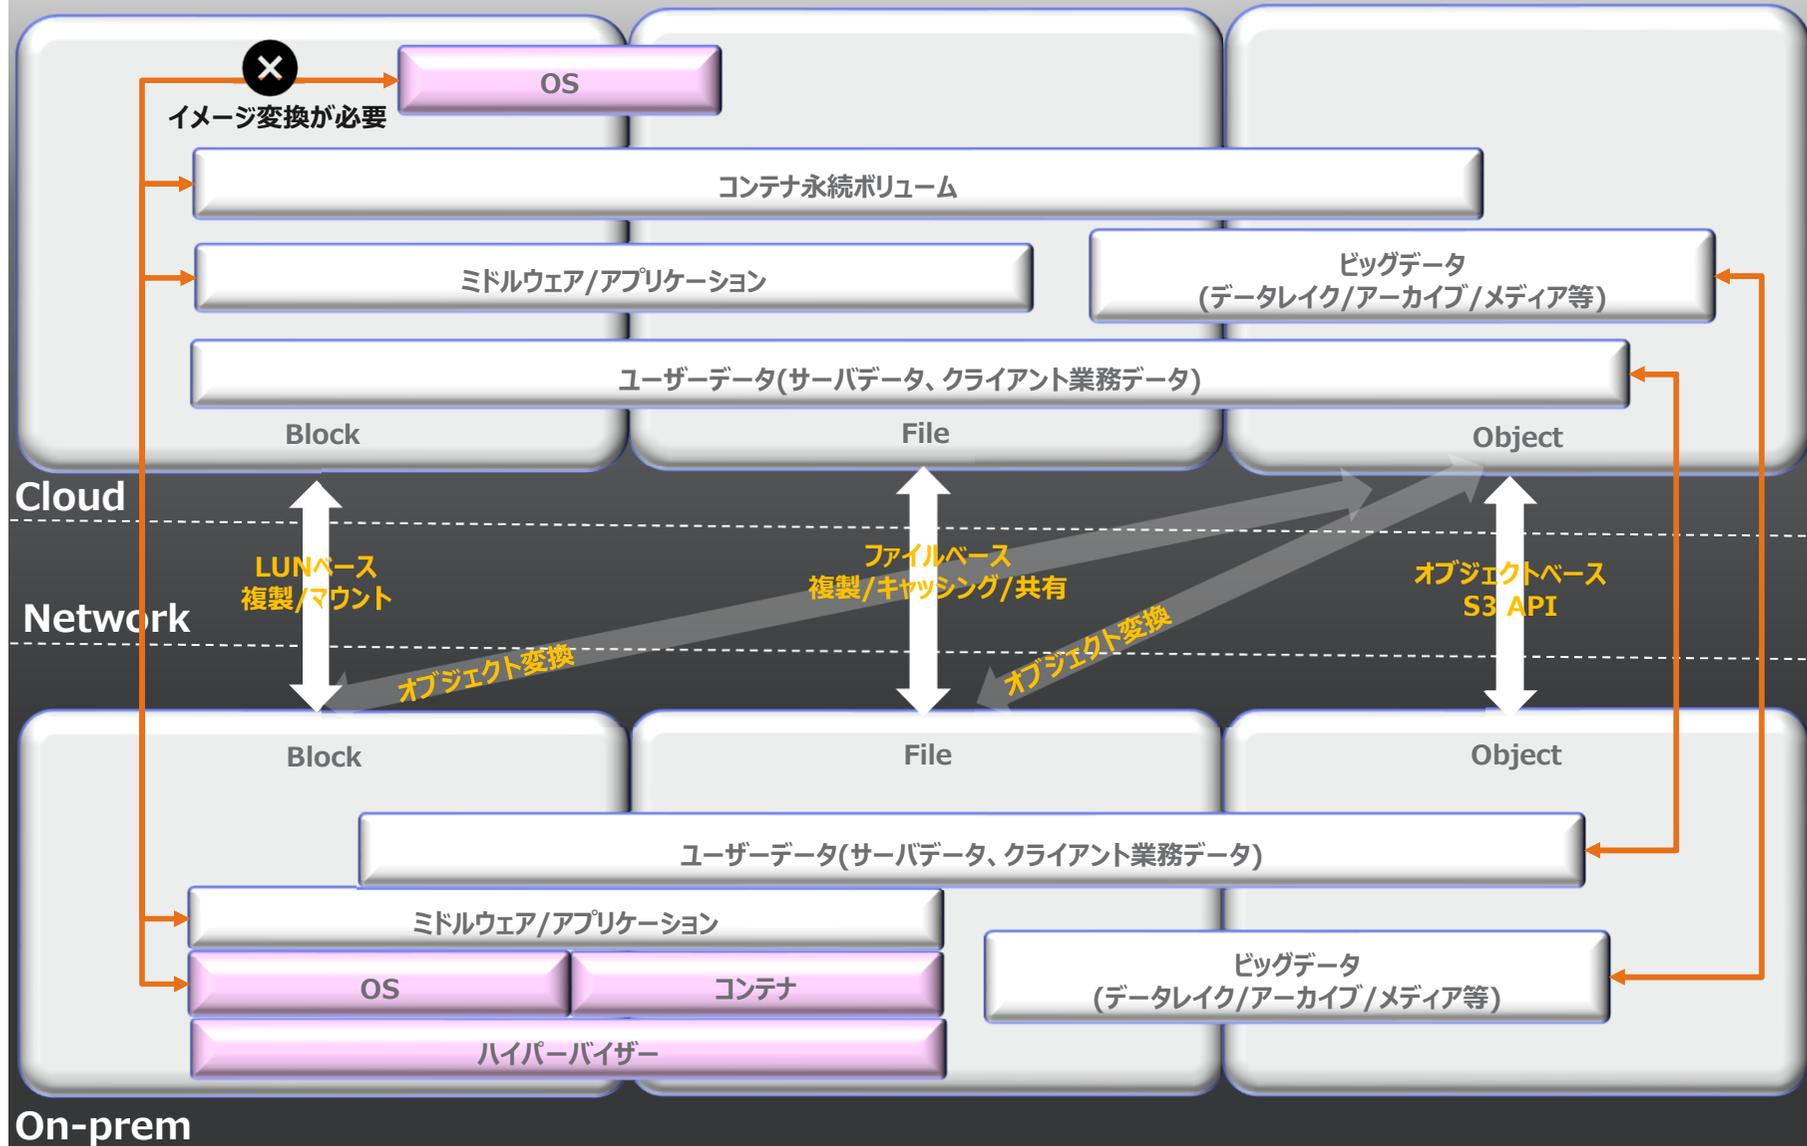 OS
イメージ変換が必要
コンテナ永続ボリューム
ミドルウェア/アプリケーション
ビッグデータ
(データレイク/アーカイブ/メディア等)
ユーザーデータ(サーバデータ、クライアント業務データ)
Block
File
Object
Cloud
LUNベース
複製/マウント
ファイルベース
複製/キャッシング/共有
オブジェクトベース
S3 API
Network
オブジェクト変換
オブジェクト変換
Block
File
Object
ユーザーデータ(サーバデータ、クライアント業務データ)
ミドルウェア/アプリケーション
OS
コンテナ
ビッグデータ
(データレイク/アーカイブ/メディア等)
ハイパーバイザー
On-prem